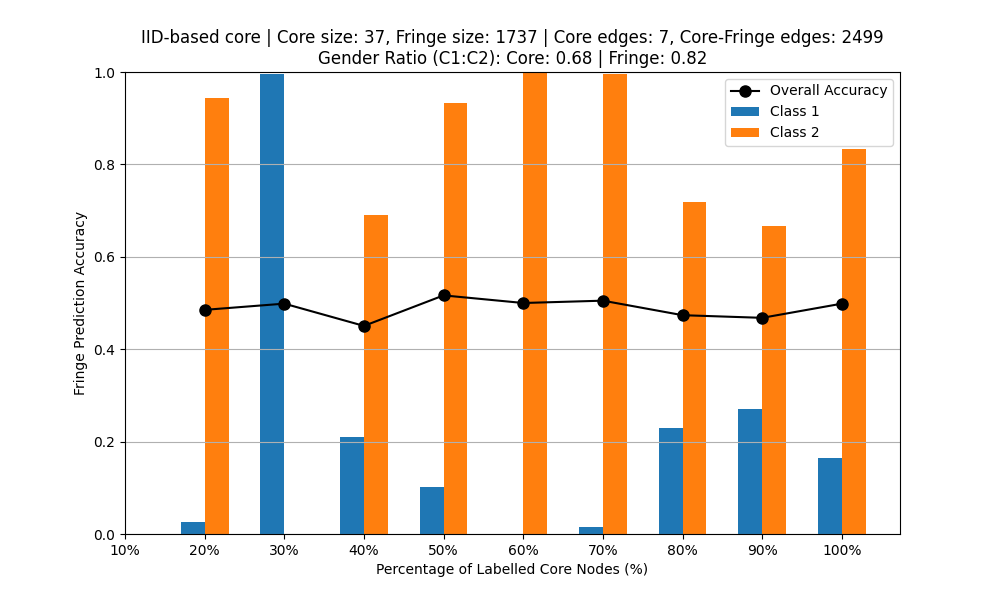 IID-based core | Core size: 37, Fringe size: 1737 | Core edges: 7, Core-Fringe edges: 2499
Gender Ratio (C1:C2): Core: 0.68 | Fringe: 0.82
Overall Accuracy
Class 1
Class 2
Fringe Prediction Accuracy
1.0
0.8
0.6
0.4
0.2
0.0
10%
20%
30%
40%
50%
60%
70%
80%
90%
100%
Percentage of Labelled Core Nodes (%)